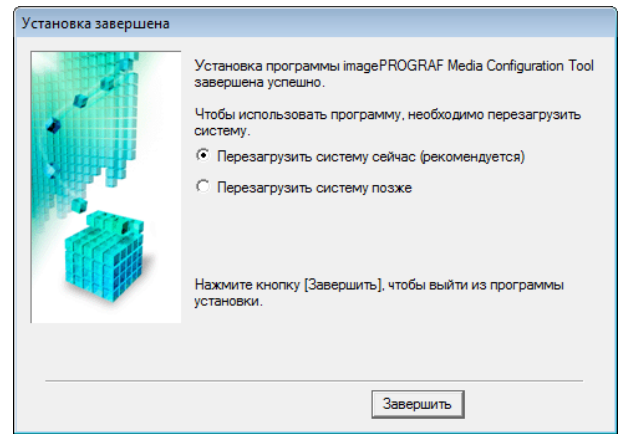 Установка завершена
Установка программы imagePROGRAF Media Configuration Tool
завершена успешно.
Чтобы использовать программу, необходимо перезагрузить
систему.
Перезагрузить систему сейчас (рекомендуется)
Перезагрузить систему позже
Нажмите кнопку [Завершить], чтобы выйти из программы
установки.
Завершить